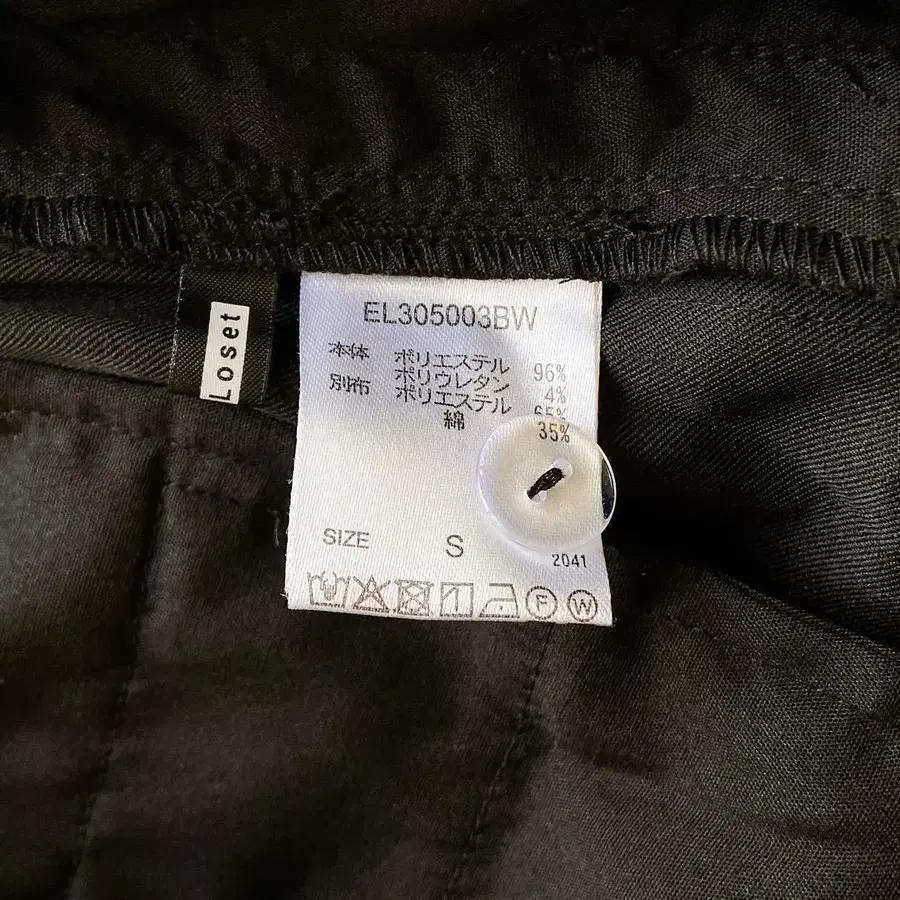 Loset
EL305003BW
本体 ポリエステル 96%
ポリウレタン 4%
別布 ポリエステル 65%
綿 35%
SIZE S
2041
F W